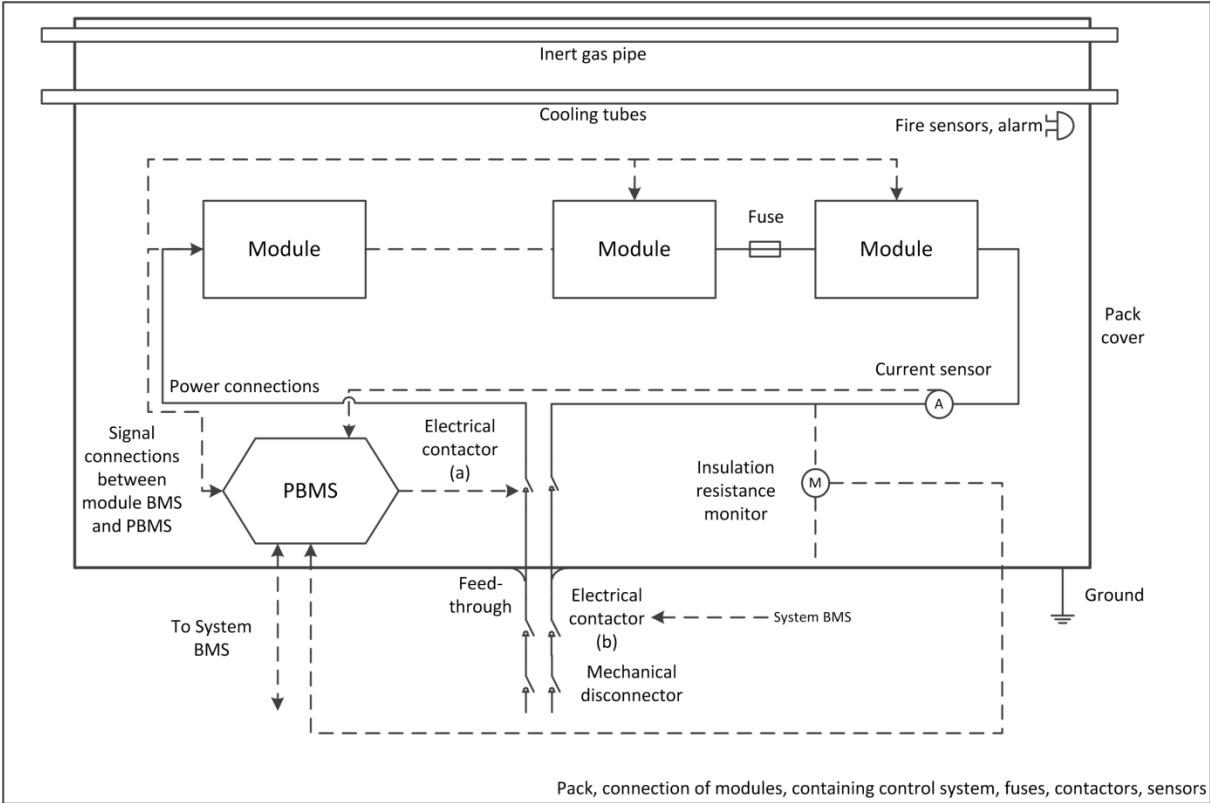 Inert gas pipe
Cooling tubes
Fire sensors, alarm
Module
Module
Fuse
Module
Pack
cover
Power connections
Current sensor
A
Signal
connections
between
module BMS
and PBMS
PBMS
Electrical
contactor
(a)
Insulation
resistance
monitor
M
Feed-
through
Electrical
contactor
(b)
System BMS
Ground
To System
BMS
Mechanical
disconnector
Pack, connection of modules, containing control system, fuses, contactors, sensors